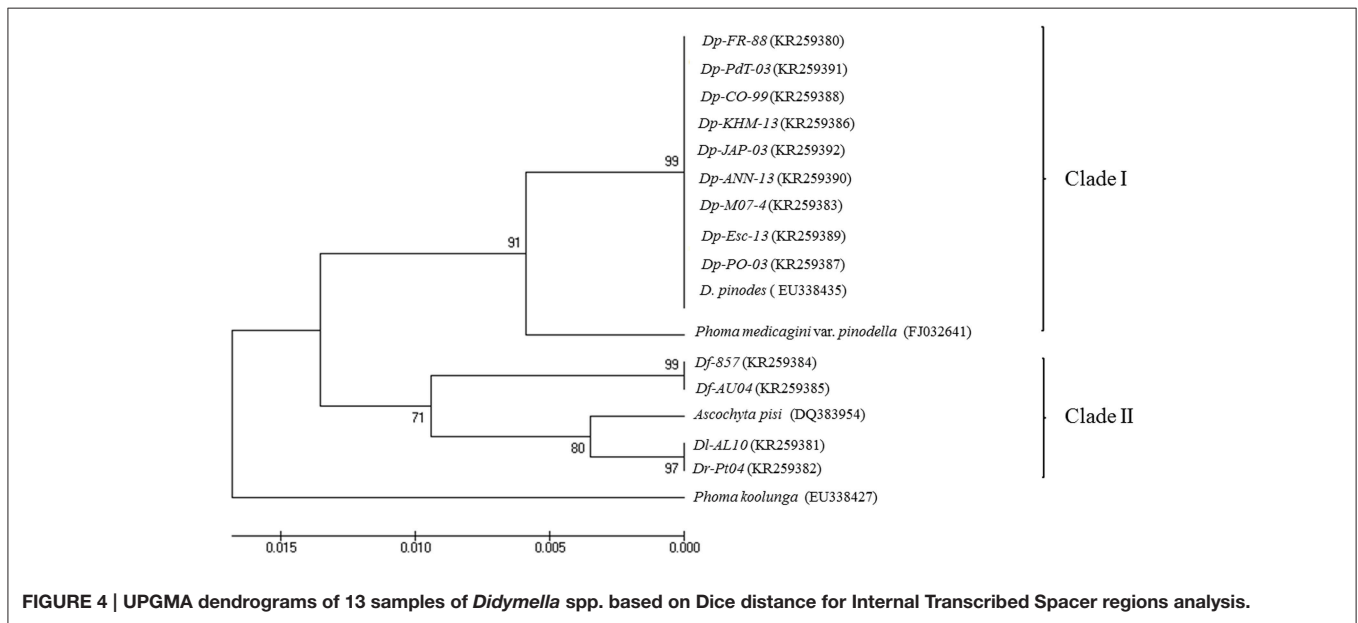 Dp-FR-88 (KR259380)
Dp-PdT-03 (KR259391)
Dp-CO-99 (KR259388)
Dp-KHM-13 (KR259386)
Dp-JAP-03 (KR259392)
99
Dp-ANN-13 (KR259390)
Clade I
Dp-M07-4 (KR259383)
91
Dp-Esc-13 (KR259389)
Dp-PO-03 (KR259387)
D. pinodes ( EU338435)
Phoma medicagini var. pinodella (FJ032641)
99
Df-857 (KR259384)
Df-AU04 (KR259385)
71
Ascochyta pisi (DQ383954)
Clade II
80
Dl-AL10 (KR259381)
97
Dr-Pt04 (KR259382)
Phoma koolunga (EU338427)
0.015 0.010 0.005 0.000
FIGURE 4 | UPGMA dendrograms of 13 samples of Didymella spp. based on Dice distance for Internal Transcribed Spacer regions analysis.